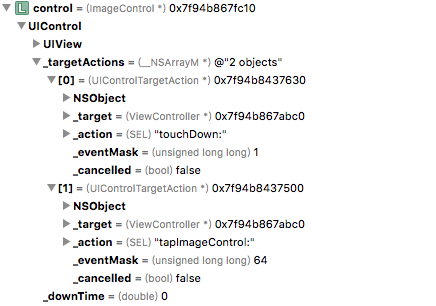 L control = (ImageControl *) 0x7f94b867fc10
UIControl
UIView
_targetActions = (__NSArrayM *) @"2 objects"
[0] = (UIControlTargetAction *) 0x7f94b8437630
NSObject
_target = (ViewController *) 0x7f94b867abc0
_action = (SEL) "touchDown:"
_eventMask = (unsigned long long) 1
_cancelled = (bool) false
[1] = (UIControlTargetAction *) 0x7f94b8437500
NSObject
_target = (ViewController *) 0x7f94b867abc0
_action = (SEL) "tapImageControl:"
_eventMask = (unsigned long long) 64
_cancelled = (bool) false
_downTime = (double) 0